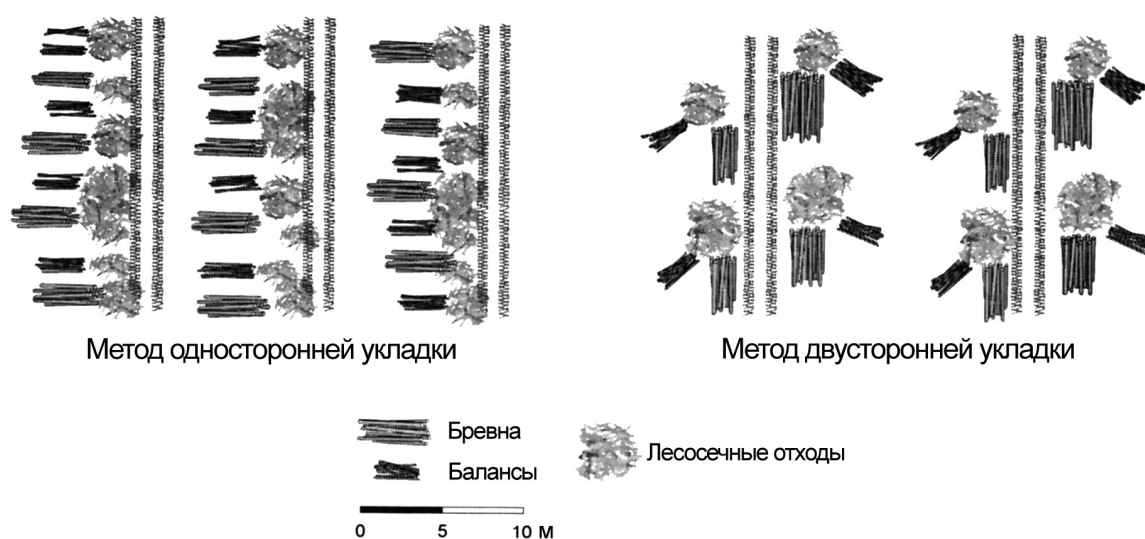 Метод односторонней укладки
Метод двусторонней укладки
Бревна
Балансы
Лесосечные отходы
0 5 10 м